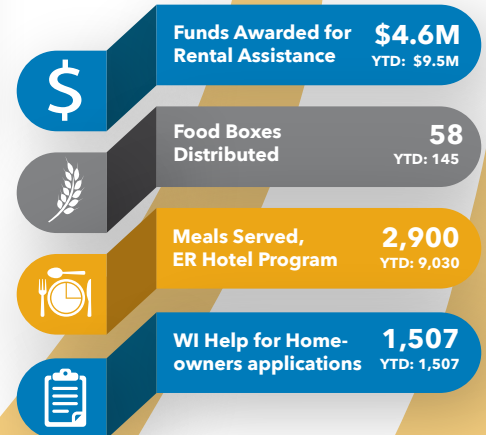 $
Funds Awarded for
Rental Assistance
$4.6M
YTD: $9.5M
Food Boxes
Distributed
58
YTD: 145
Meals Served,
ER Hotel Program
2,900
YTD: 9,030
WI Help for Home-
owners applications
1,507
YTD: 1,507